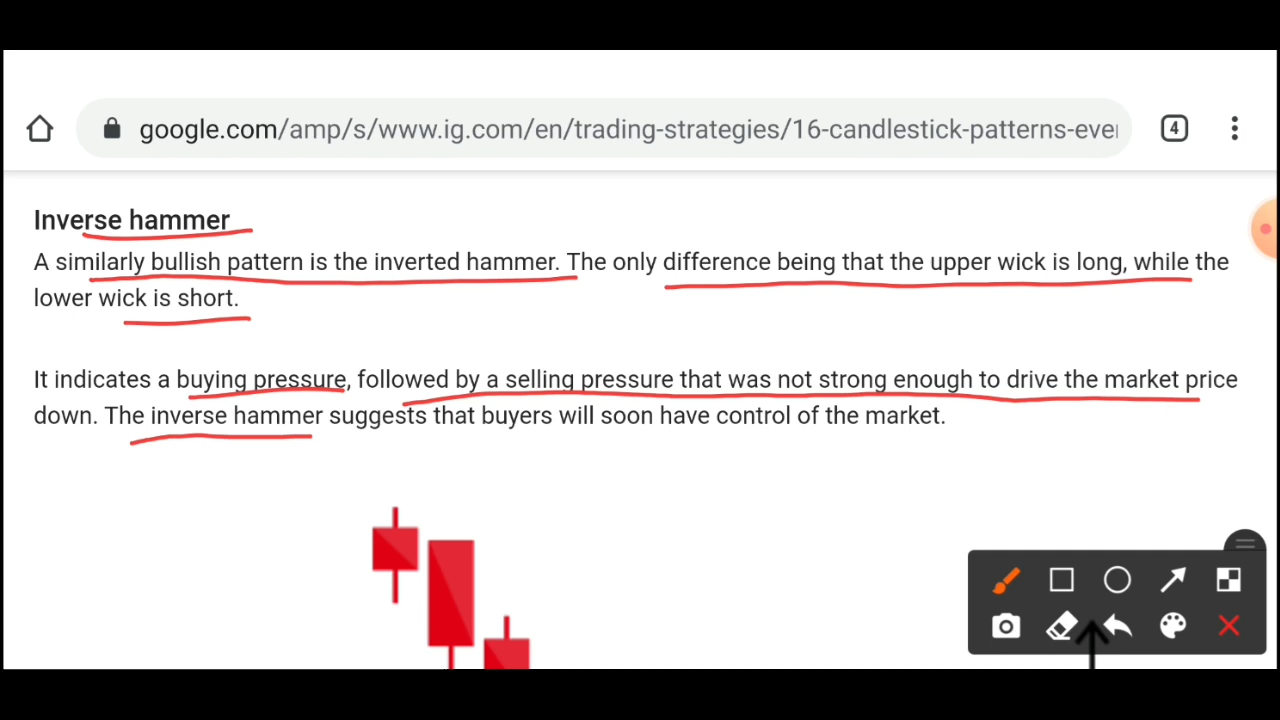 google.com/amp/s/www.ig.com/en/trading-strategies/16-candlestick-patterns-eve
4
Inverse hammer
A similarly bullish pattern is the inverted hammer. The only difference being that the upper wick is long, while the
lower wick is short.
It indicates a buying pressure, followed by a selling pressure that was not strong enough to drive the market price
down. The inverse hammer suggests that buyers will soon have control of the market.